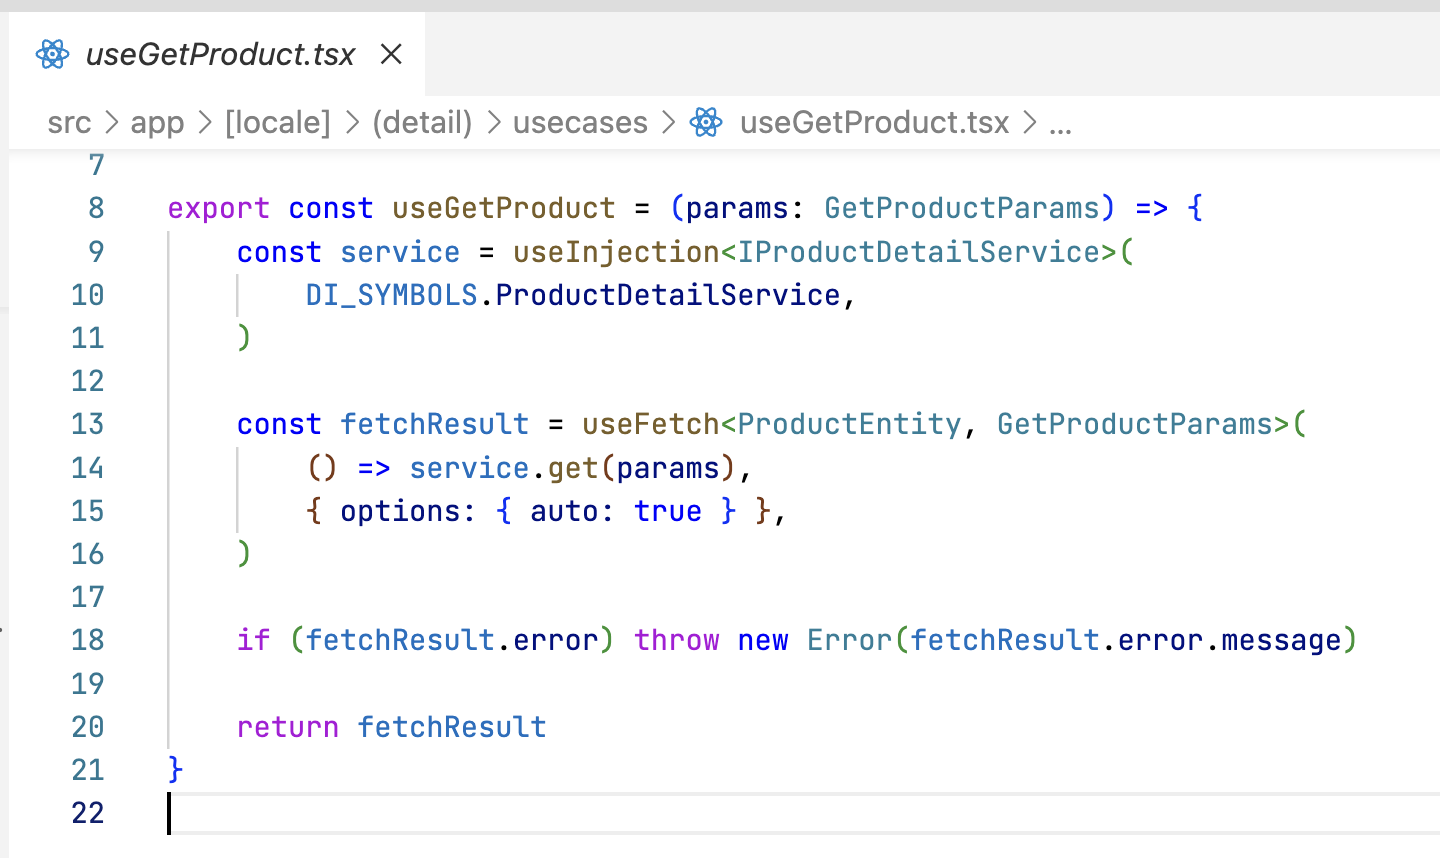 useGetProduct.tsx
src > app > [locale] > (detail) > usecases > useGetProduct.tsx > ...
7
8 export const useGetProduct = (params: GetProductParams) => {
9     const service = useInjection<IProductDetailService>(
10         DI_SYMBOLS.ProductDetailService,
11     )
12
13     const fetchResult = useFetch<ProductEntity, GetProductParams>(
14         () => service.get(params),
15         { options: { auto: true } },
16     )
17
18     if (fetchResult.error) throw new Error(fetchResult.error.message)
19
20     return fetchResult
21 }
22